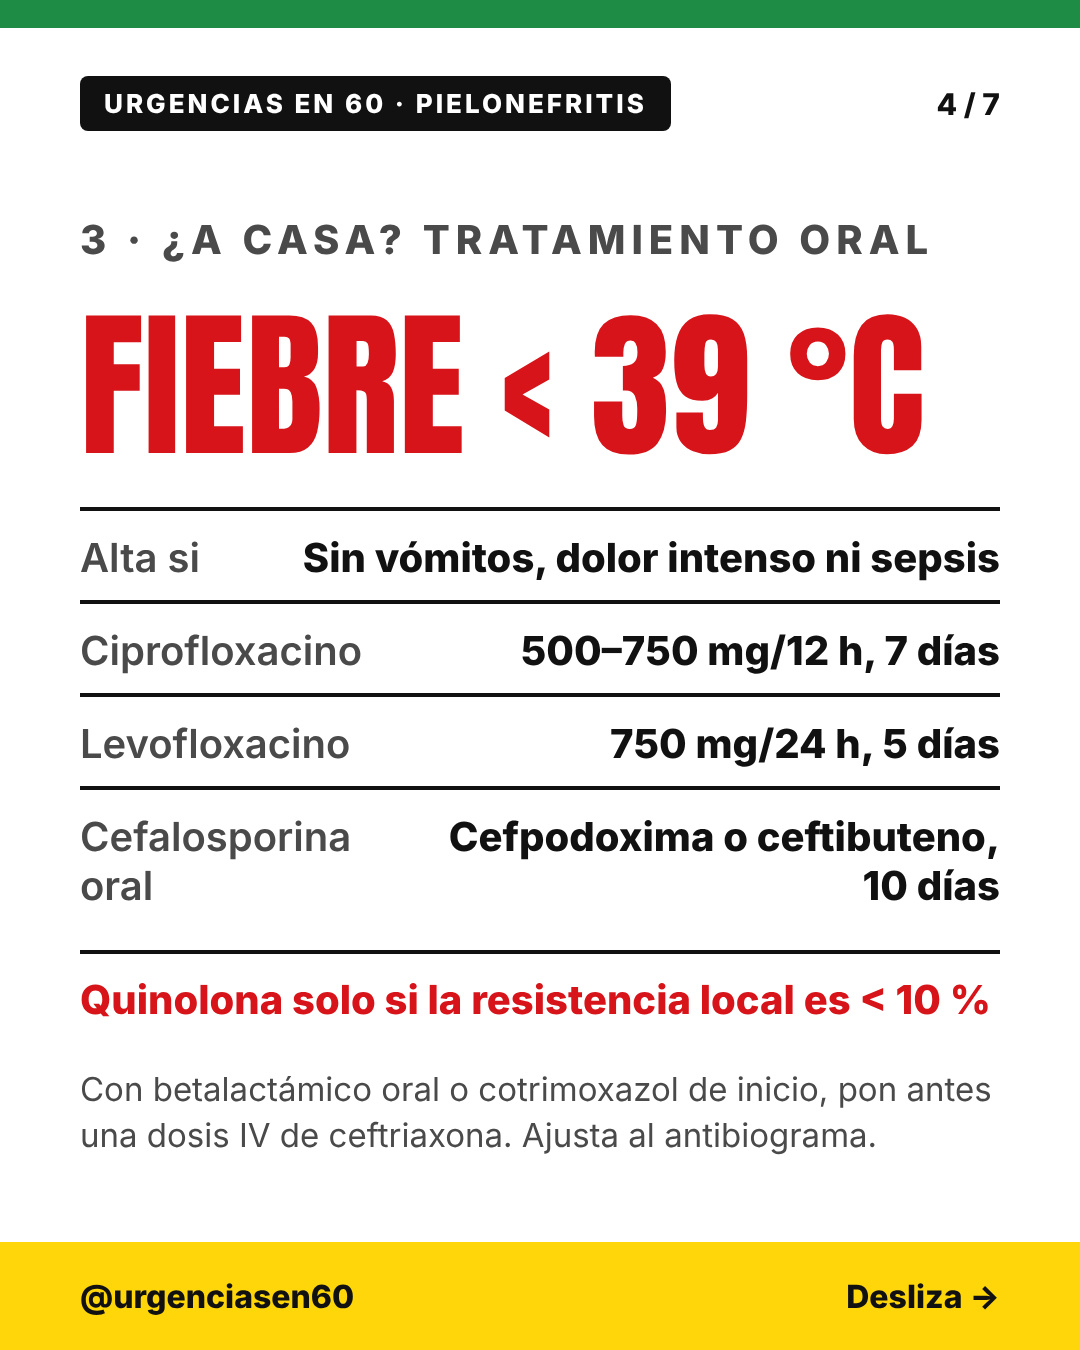 URGENCIAS EN 60 · PIELONEFRITIS
4 / 7
3 · ¿A CASA? TRATAMIENTO ORAL
FIEBRE < 39 °C
Alta si Sin vómitos, dolor intenso ni sepsis
Ciprofloxacino 500–750 mg/12 h, 7 días
Levofloxacino 750 mg/24 h, 5 días
Cefalosporina Cefpodoxima o ceftibuteno,
oral 10 días
Quinolona solo si la resistencia local es < 10 %
Con betalactámico oral o cotrimoxazol de inicio, pon antes
una dosis IV de ceftriaxona. Ajusta al antibiograma.
@urgenciasen60 Desliza →